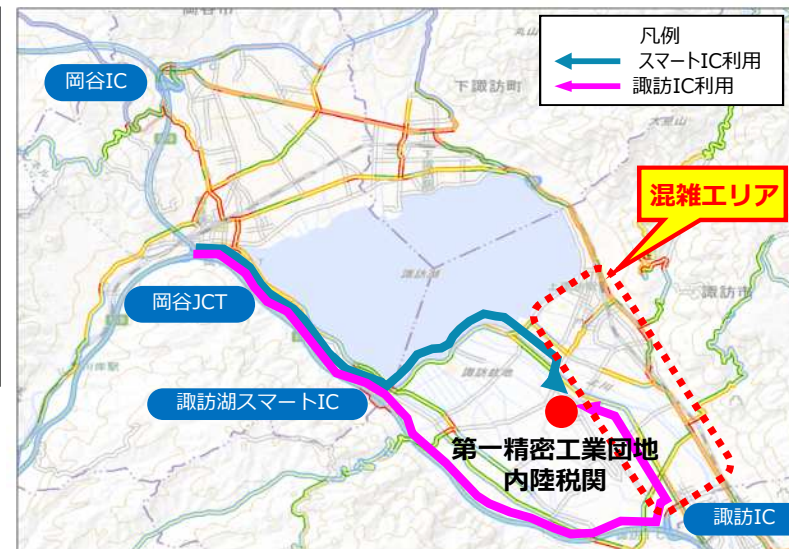 凡例
スマートIC利用
諏訪IC利用
岡谷IC
下諏訪町
混雑エリア
諏訪湖
諏訪市
岡谷JCT
諏訪湖スマートIC
第一精密工業団地
内陸税関
諏訪IC